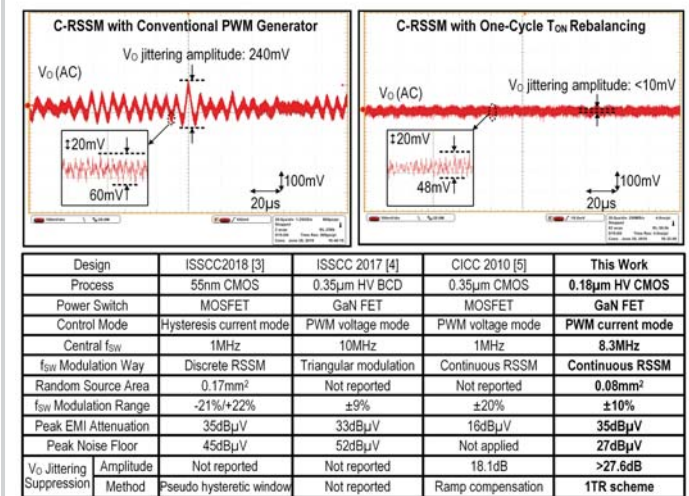 C-RSSM with Conventional PWM Generator
Vo jittering amplitude: 240mV
Vo (AC)
↕20mV
60mV
↕100mV
20µs
C-RSSM with One-Cycle TON Rebalancing
Vo jittering amplitude: <10mV
Vo (AC)
↕20mV
48mV
↕100mV
20µs
Design ISSCC2018 [3] ISSCC 2017 [4] CICC 2010 [5] This Work
Process 55nm CMOS 0.35µm HV BCD 0.35µm CMOS 0.18µm HV CMOS
Power Switch MOSFET GaN FET MOSFET GaN FET
Control Mode Hysteresis current mode PWM voltage mode PWM voltage mode PWM current mode
Central fSW 1MHz 10MHz 1MHz 8.3MHz
fSW Modulation Way Discrete RSSM Triangular modulation Continuous RSSM Continuous RSSM
Random Source Area 0.17mm² Not reported Not reported 0.08mm²
fSW Modulation Range -21%/+22% ±9% ±20% ±10%
Peak EMI Attenuation 35dBµV 33dBµV 16dBµV 35dBµV
Peak Noise Floor 45dBµV 52dBµV Not applied 27dBµV
Vo Jittering Suppression Amplitude Not reported Not reported 18.1dB >27.6dB
Method Pseudo hysteretic window Not reported Ramp compensation 1TR scheme